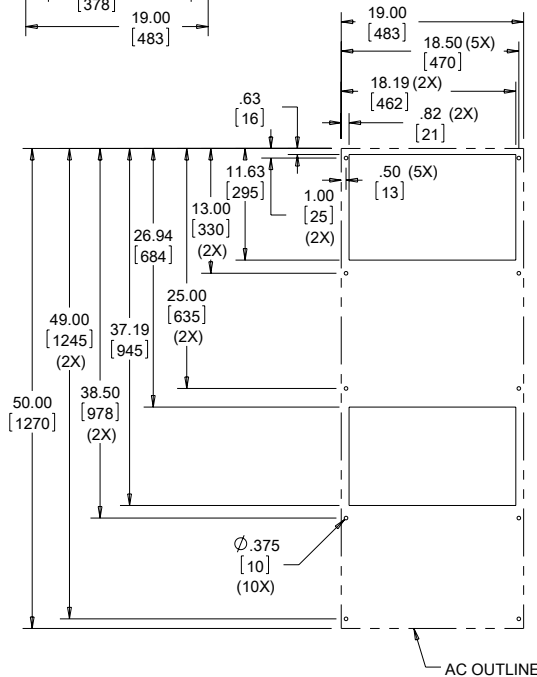 [378]
19.00
[483]
19.00
[483]
18.50 (5X)
[470]
18.19 (2X)
[462]
.82 (2X)
[21]
.63
[16]
11.63
[295]
.50 (5X)
[13]
1.00
[25]
(2X)
13.00
[330]
(2X)
26.94
[684]
25.00
[635]
(2X)
49.00
[1245]
(2X)
37.19
[945]
38.50
[978]
(2X)
50.00
[1270]
Ø.375
[10]
(10X)
AC OUTLINE